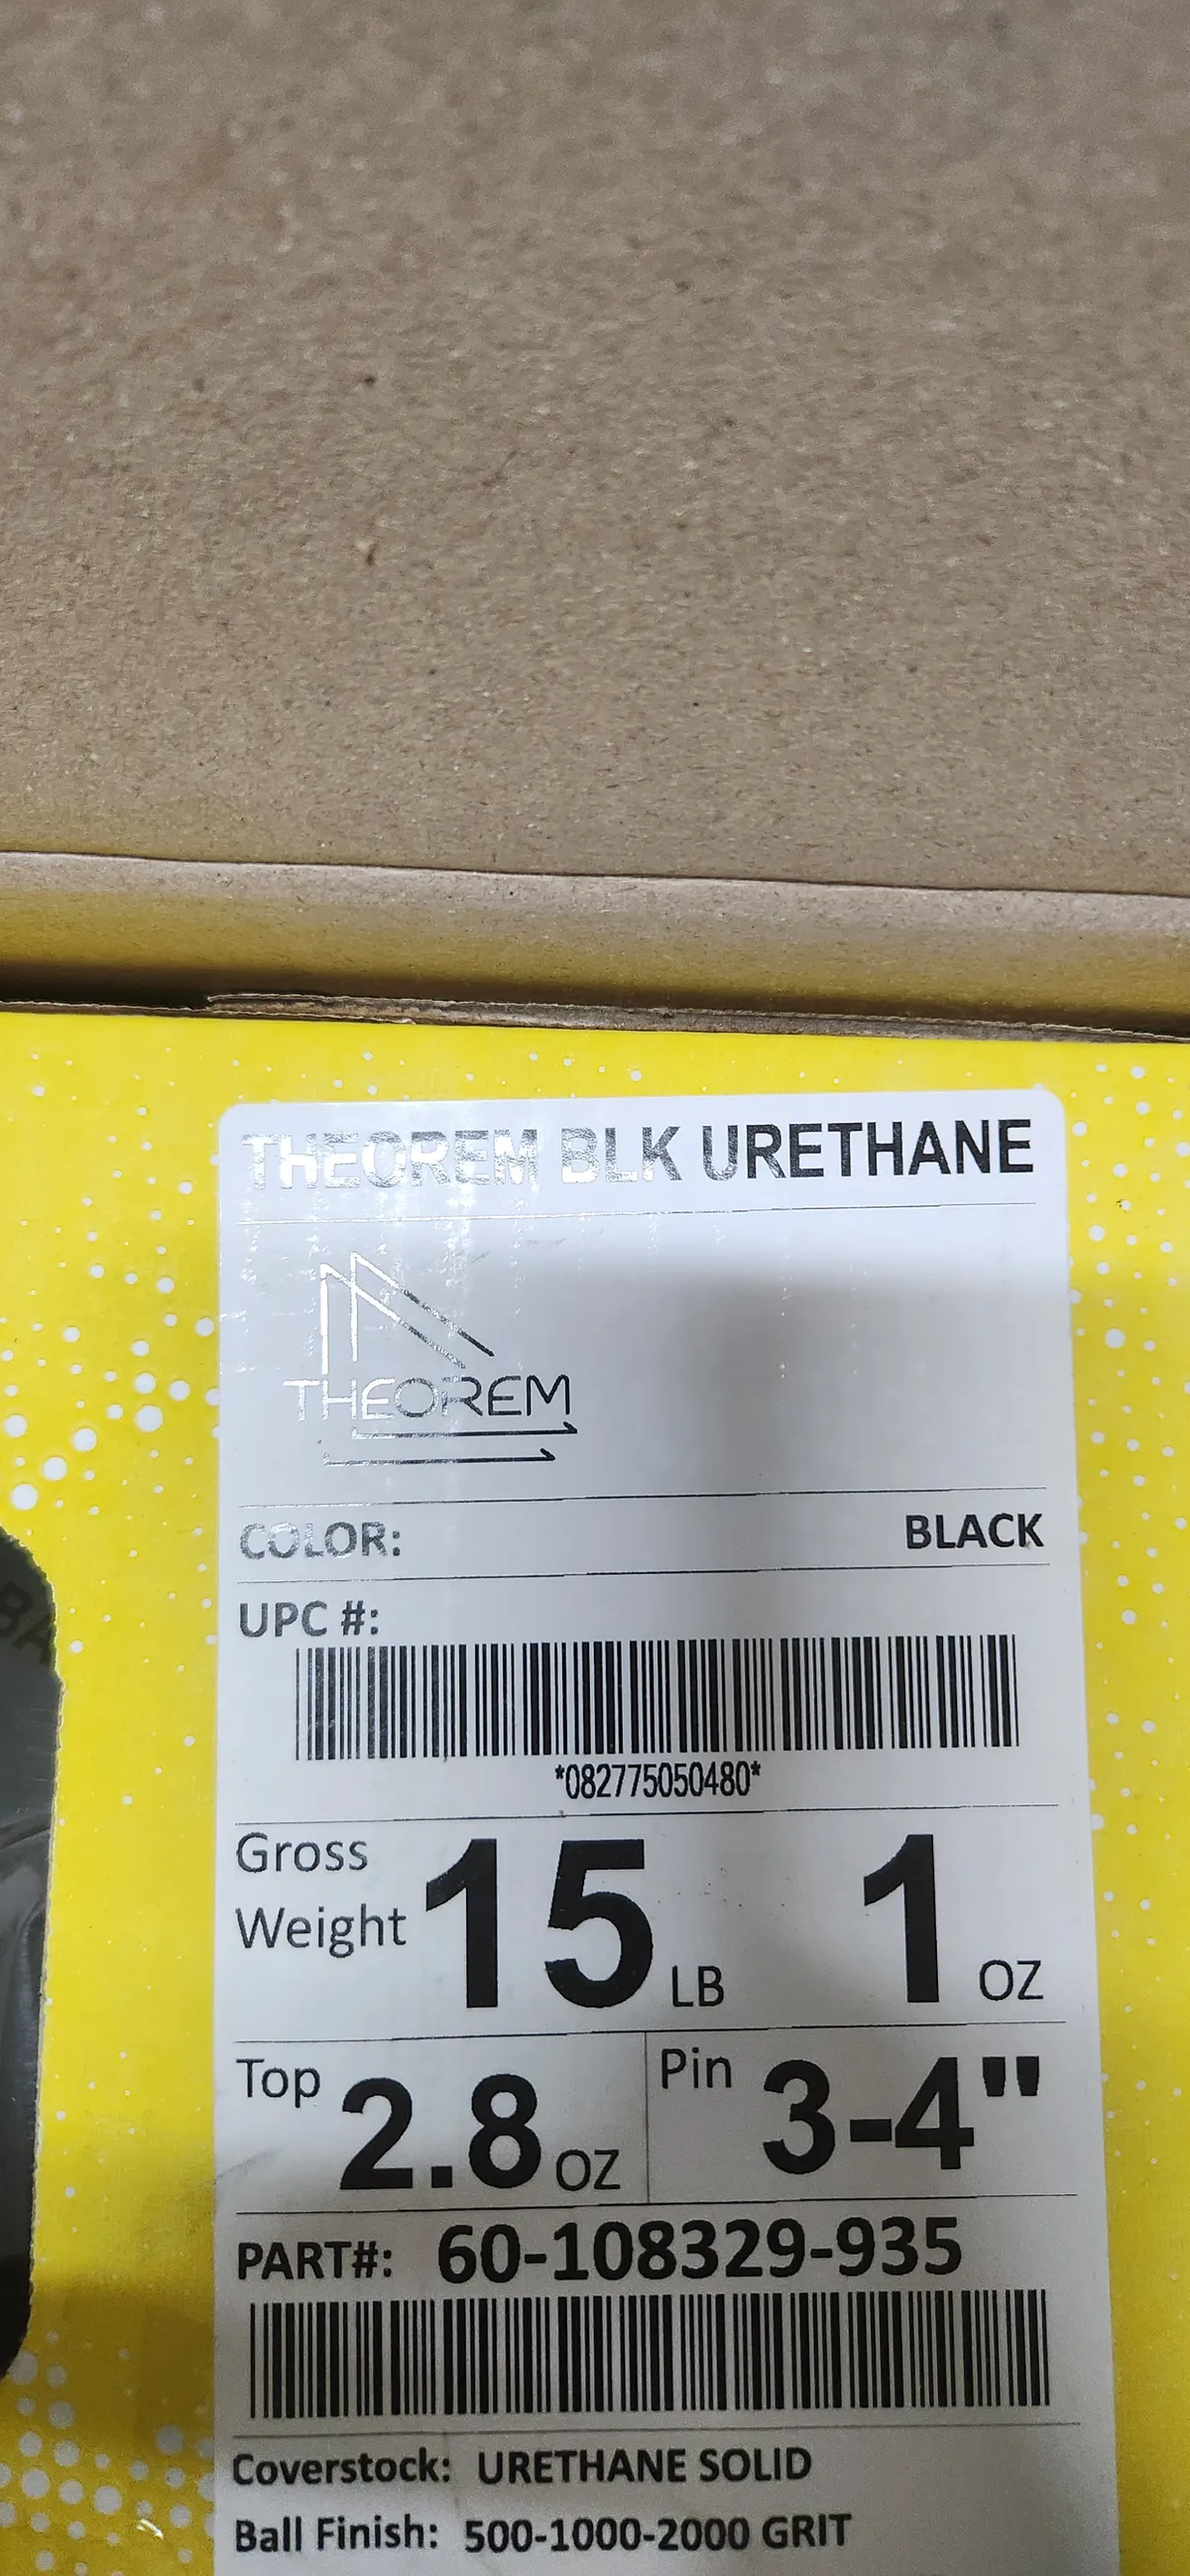 THEOREM BLK URETHANE
THEOREM
COLOR: BLACK
UPC #:
*082775050480*
Gross Weight 15 LB 1 OZ
Top 2.8 OZ Pin 3-4"
PART#: 60-108329-935
Coverstock: URETHANE SOLID
Ball Finish: 500-1000-2000 GRIT